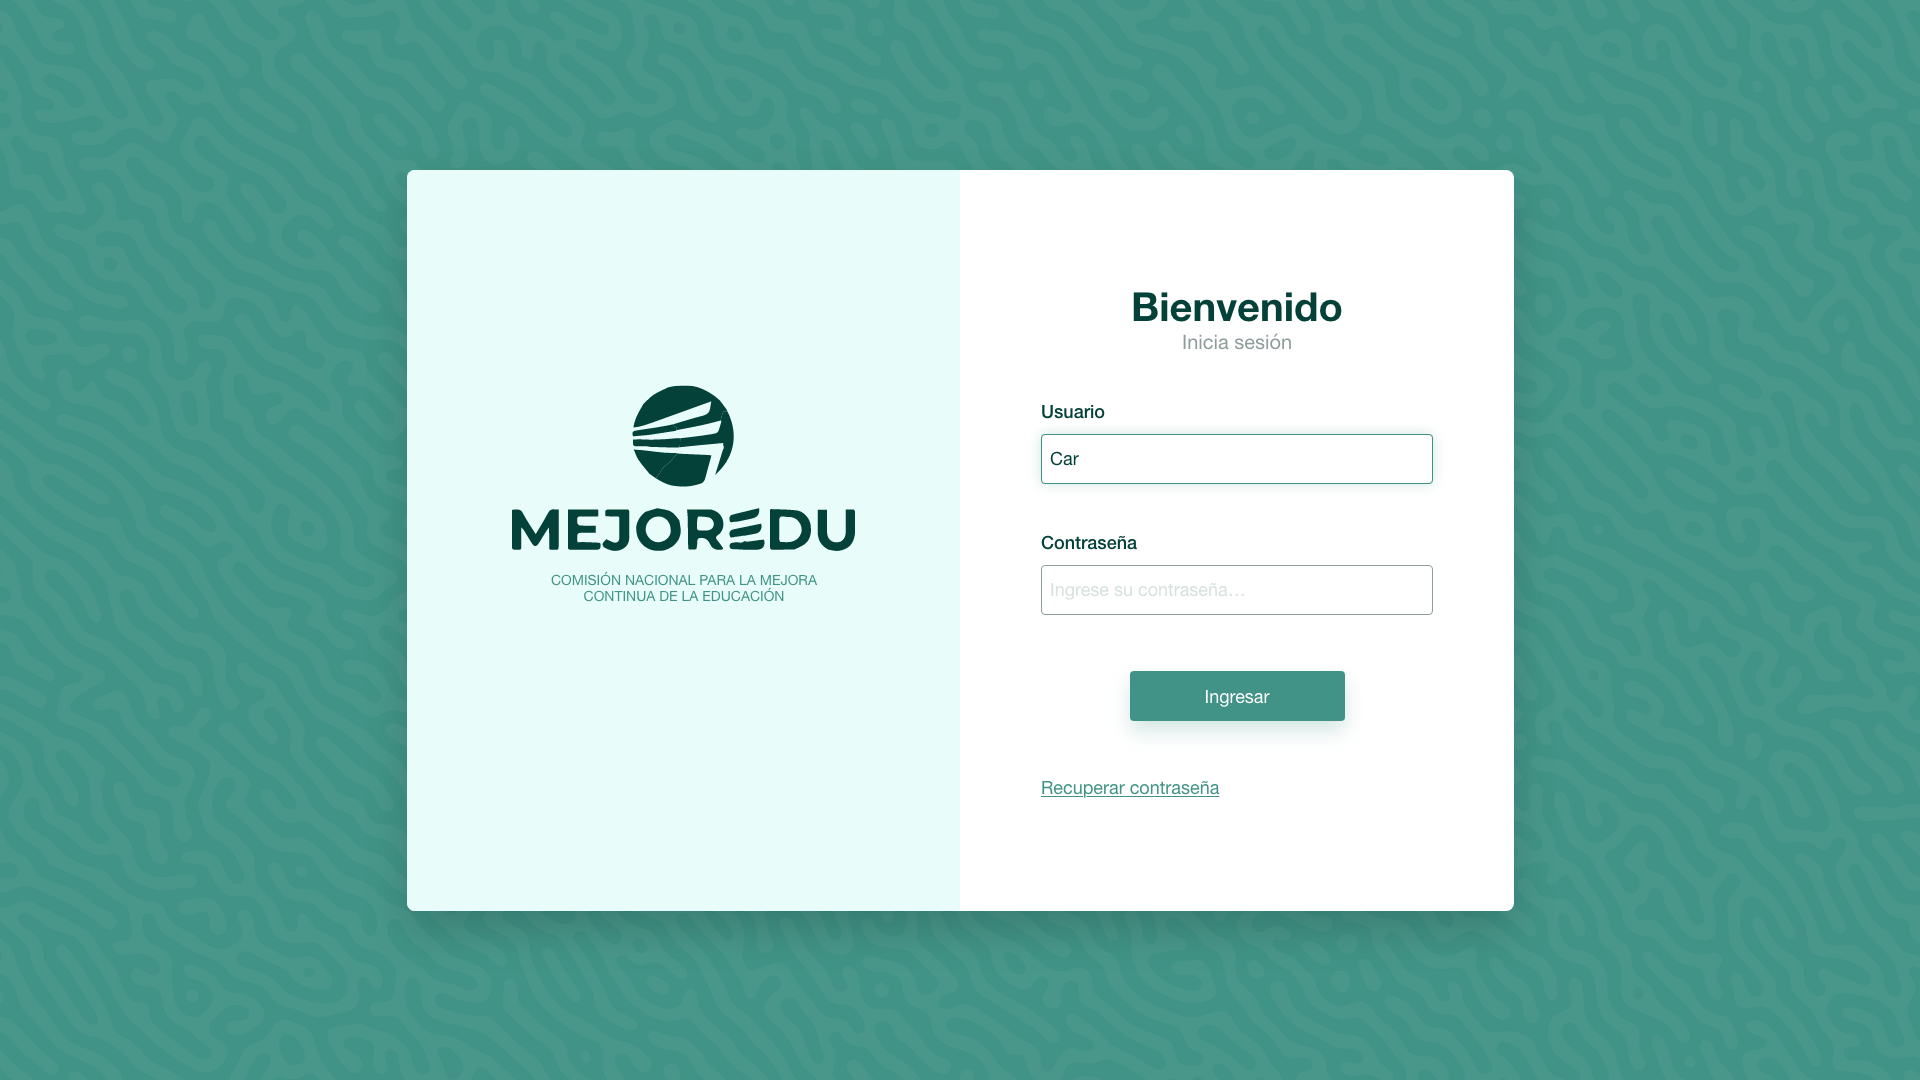 MEJOREDU
COMISIÓN NACIONAL PARA LA MEJORA
CONTINUA DE LA EDUCACIÓN
Bienvenido
Inicia sesión
Usuario
Car
Contraseña
Ingrese su contraseña...
Ingresar
Recuperar contraseña